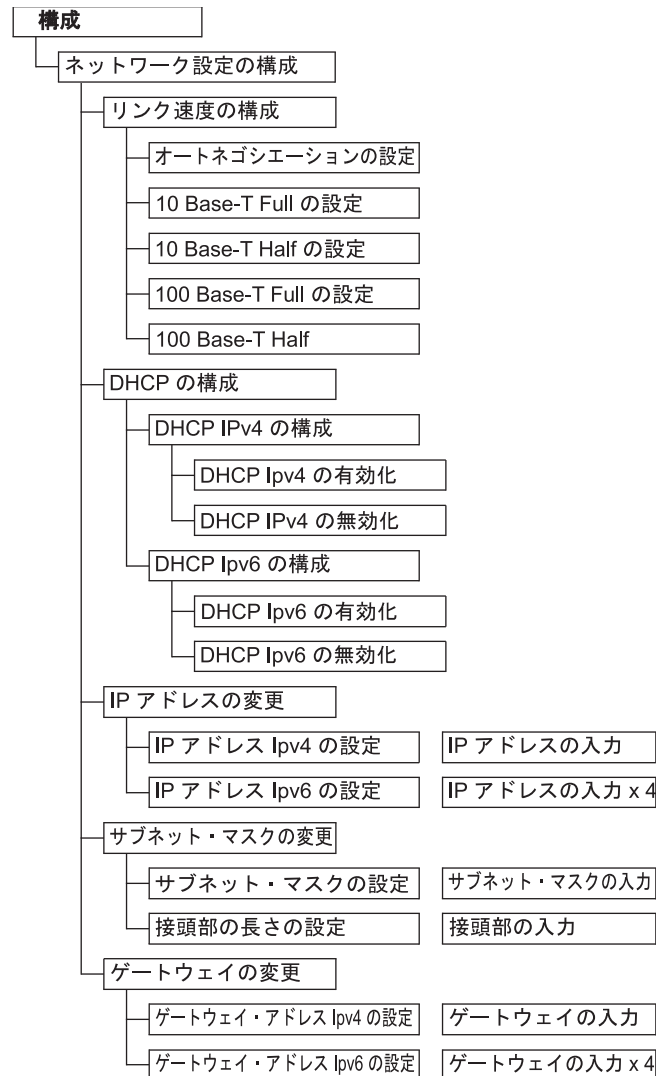 構成
ネットワーク設定の構成
リンク速度の構成
オートネゴシエーションの設定
10 Base-T Full の設定
10 Base-T Half の設定
100 Base-T Full の設定
100 Base-T Half
DHCP の構成
DHCP IPv4 の構成
DHCP Ipv4 の有効化
DHCP IPv4 の無効化
DHCP Ipv6 の構成
DHCP Ipv6 の有効化
DHCP Ipv6 の無効化
IP アドレスの変更
IP アドレス Ipv4 の設定 IP アドレスの入力
IP アドレス Ipv6 の設定 IP アドレスの入力 x 4
サブネット・マスクの変更
サブネット・マスクの設定 サブネット・マスクの入力
接頭部の長さの設定 接頭部の入力
ゲートウェイの変更
ゲートウェイ・アドレス Ipv4 の設定 ゲートウェイの入力
ゲートウェイ・アドレス Ipv6 の設定 ゲートウェイの入力 x 4